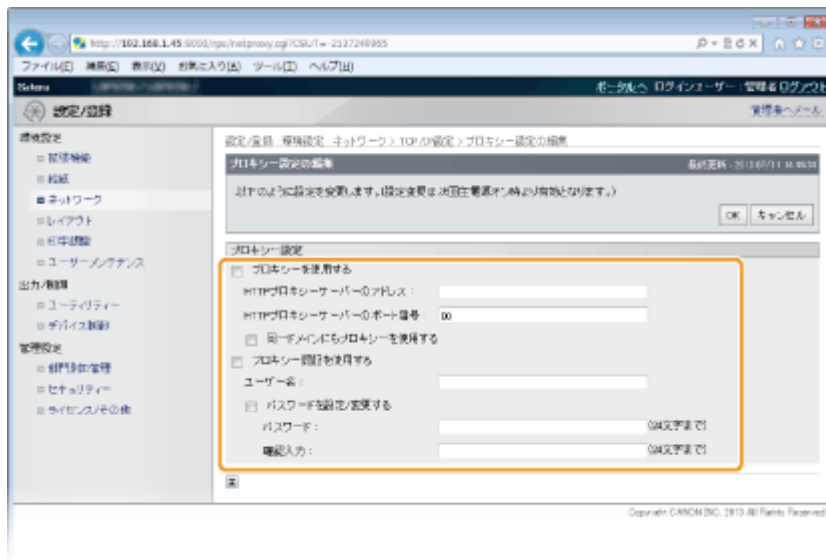 http://192.168.1.45:8000/rps/netproxy.cgi?
ファイル(F) 編集(E) 表示(V) お気に入り(A) ツール(T) ヘルプ(H)
ポータルへ ログインユーザー: 管理者 ログアウト
設定/登録
管理者へメール
環境設定
拡張機能
給紙
ネットワーク
レイアウト
印字調整
ユーザーメンテナンス
出力/制御
ユーティリティー
デバイス制御
管理設定
部門別ID管理
セキュリティー
ライセンス/その他
設定/登録 : 環境設定 : ネットワーク > TCP/IP設定 > プロキシー設定の編集
プロキシー設定の編集
以下のように設定を変更します。(設定変更は次回主電源オン時より有効となります。)
OK キャンセル
プロキシー設定
プロキシーを使用する
HTTPプロキシーサーバーのアドレス :
HTTPプロキシーサーバーのポート番号 :
同一ドメインにもプロキシーを使用する
プロキシー認証を使用する
ユーザー名 :
パスワードを設定/変更する
パスワード : (24文字まで)
確認入力 : (24文字まで)
Copyright CANON INC. 2013 All Rights Reserved